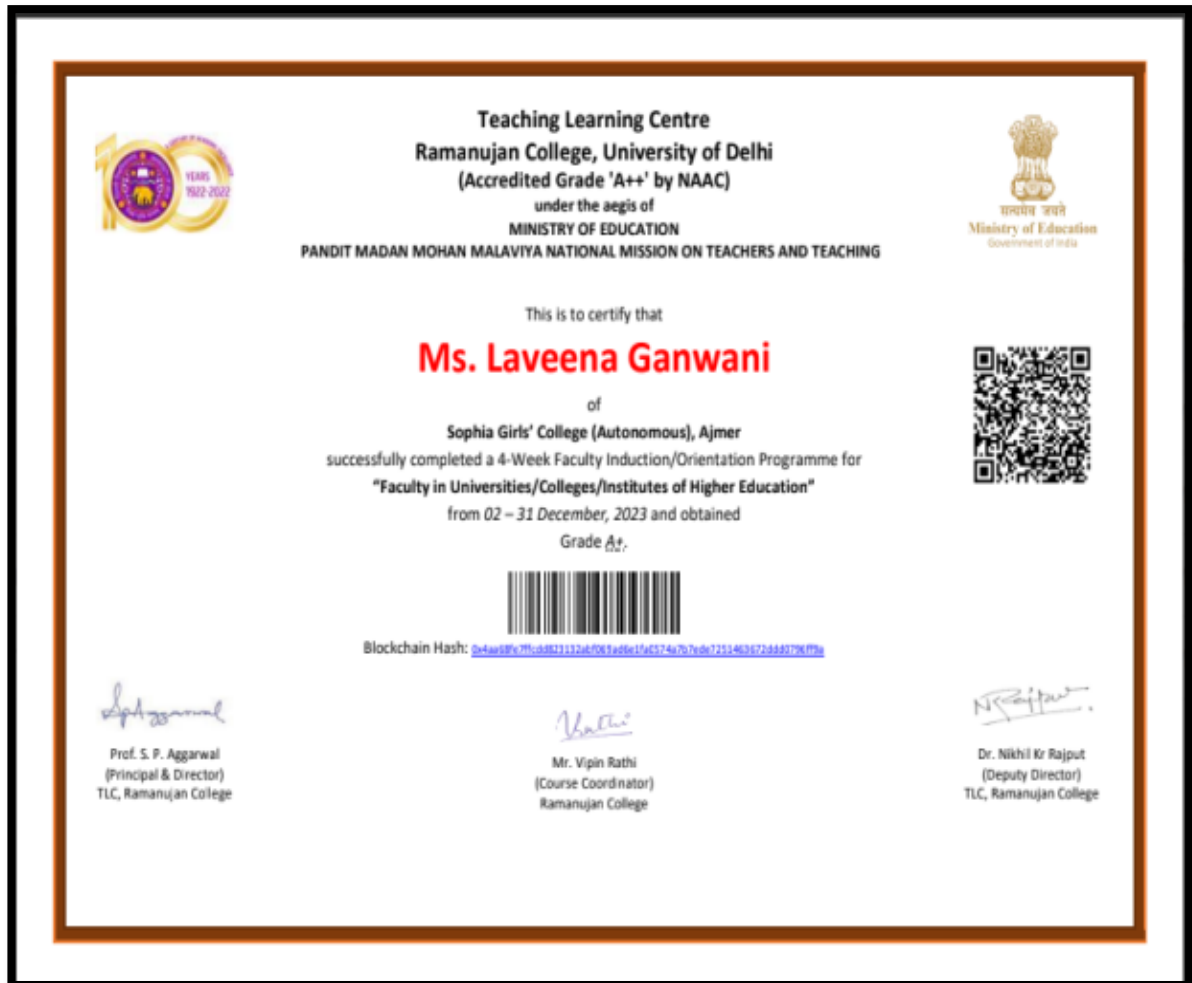 Teaching Learning Centre
Ramanujan College, University of Delhi
(Accredited Grade 'A++' by NAAC)
under the aegis of
MINISTRY OF EDUCATION
PANDIT MADAN MOHAN MALAVIYA NATIONAL MISSION ON TEACHERS AND TEACHING
YEARS
1922-2022
सत्यमेव जयते
Ministry of Education
Government of India
This is to certify that
Ms. Laveena Ganwani
of
Sophia Girls' College (Autonomous), Ajmer
successfully completed a 4-Week Faculty Induction/Orientation Programme for
"Faculty in Universities/Colleges/Institutes of Higher Education"
from 02 – 31 December, 2023 and obtained
Grade A+.
Blockchain Hash:
Prof. S. P. Aggarwal
(Principal & Director)
TLC, Ramanujan College
Rathi
Mr. Vipin Rathi
(Course Coordinator)
Ramanujan College
NRajput
Dr. Nikhil Kr Rajput
(Deputy Director)
TLC, Ramanujan College